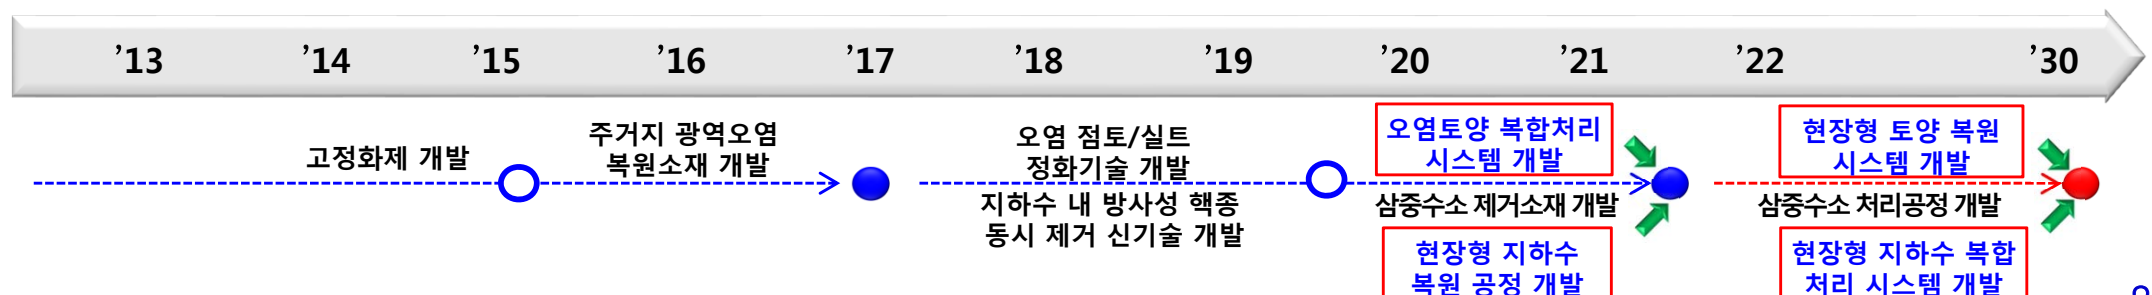 ’13 ’14 ’15 ’16 ’17 ’18 ’19 ’20 ’21 ’22 ’30
고정화제 개발
주거지 광역오염
복원소재 개발
오염 점토/실트
정화기술 개발
지하수 내 방사성 핵종
동시 제거 신기술 개발
오염토양 복합처리
시스템 개발
삼중수소 제거소재 개발
현장형 지하수
복원 공정 개발
현장형 토양 복원
시스템 개발
삼중수소 처리공정 개발
현장형 지하수 복합
처리 시스템 개발